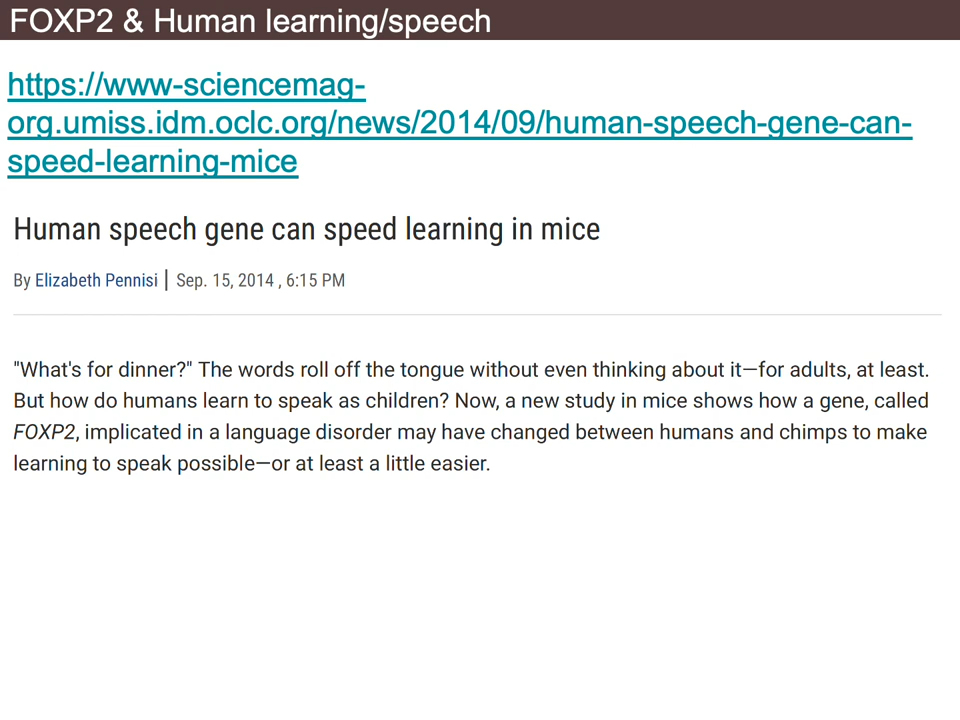 FOXP2 & Human learning/speech
https://www-sciencemag-
org.umiss.idm.oclc.org/news/2014/09/human-speech-gene-can-
speed-learning-mice
Human speech gene can speed learning in mice
By Elizabeth Pennisi | Sep. 15, 2014 , 6:15 PM
"What's for dinner?" The words roll off the tongue without even thinking about it—for adults, at least.
But how do humans learn to speak as children? Now, a new study in mice shows how a gene, called
FOXP2, implicated in a language disorder may have changed between humans and chimps to make
learning to speak possible—or at least a little easier.